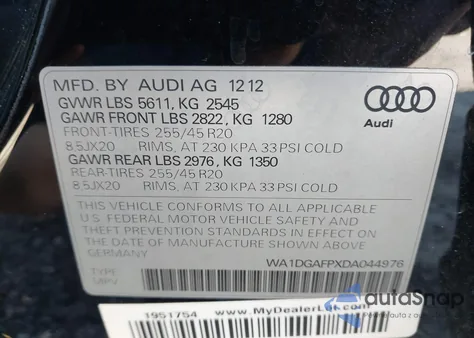 MFD. BY AUDI AG 12 12
GVWR LBS 5611, KG 2545
GAWR FRONT LBS 2822, KG 1280
FRONT-TIRES 255/45 R20
8,5JX20 RIMS, AT 230 KPA 33 PSI COLD
GAWR REAR LBS 2976, KG 1350
REAR-TIRES 255/45 R20
8,5JX20 RIMS, AT 230 KPA 33 PSI COLD
Audi
THIS VEHICLE CONFORMS TO ALL APPLICABLE
U.S. FEDERAL MOTOR VEHICLE SAFETY AND
THEFT PREVENTION STANDARDS IN EFFECT ON THE
DATE OF MANUFACTURE SHOWN ABOVE.
GERMANY
WA1DGAFPXDA044976
TYPE:
MPV
1951754
www.MyDealerLot.com
autoSnap